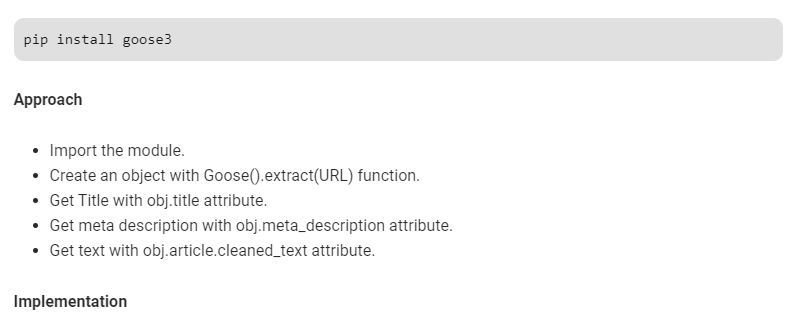 pip install goose3
Approach
• Import the module.
• Create an object with Goose().extract(URL) function.
• Get Title with obj.title attribute.
• Get meta description with obj.meta_description attribute.
• Get text with obj.article.cleaned_text attribute.
Implementation